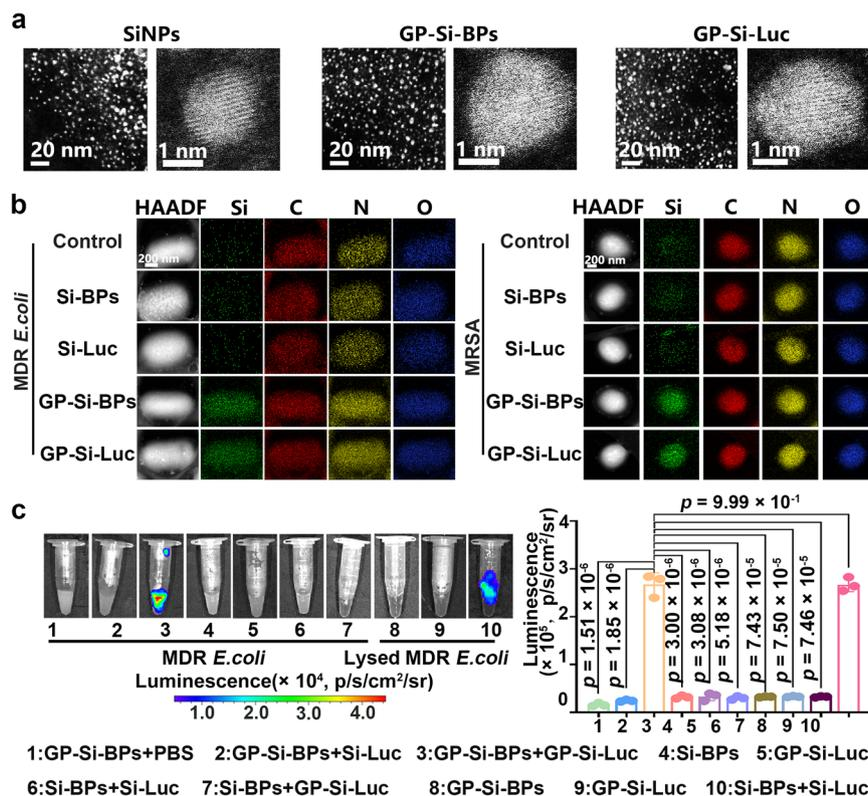 a
SiNPs GP-Si-BPs GP-Si-Luc
20 nm 1 nm 20 nm 1 nm 20 nm 1 nm
b
HAADF Si C N O
MDR E.coli
Control
200 nm
Si-BPs
Si-Luc
GP-Si-BPs
GP-Si-Luc
HAADF Si C N O
MRSA
Control
200 nm
Si-BPs
Si-Luc
GP-Si-BPs
GP-Si-Luc
c
1 2 3 4 5 6 7 8 9 10
MDR E.coli Lysed MDR E.coli
Luminescence(× 10⁴, p/s/cm²/sr)
1.0 2.0 3.0 4.0
Luminescence
(× 10⁵, p/s/cm²/sr)
4
3
2
1
0
p = 9.99 × 10⁻¹
p = 1.51 × 10⁻⁶
p = 1.85 × 10⁻⁶
p = 3.00 × 10⁻⁶
p = 3.08 × 10⁻⁶
p = 5.18 × 10⁻⁶
p = 7.43 × 10⁻⁵
p = 7.50 × 10⁻⁵
p = 7.46 × 10⁻⁵
1 2 3 4 5 6 7 8 9 10
1:GP-Si-BPs+PBS 2:GP-Si-BPs+Si-Luc 3:GP-Si-BPs+GP-Si-Luc 4:Si-BPs 5:GP-Si-Luc
6:Si-BPs+Si-Luc 7:Si-BPs+GP-Si-Luc 8:GP-Si-BPs 9:GP-Si-Luc 10:Si-BPs+Si-Luc